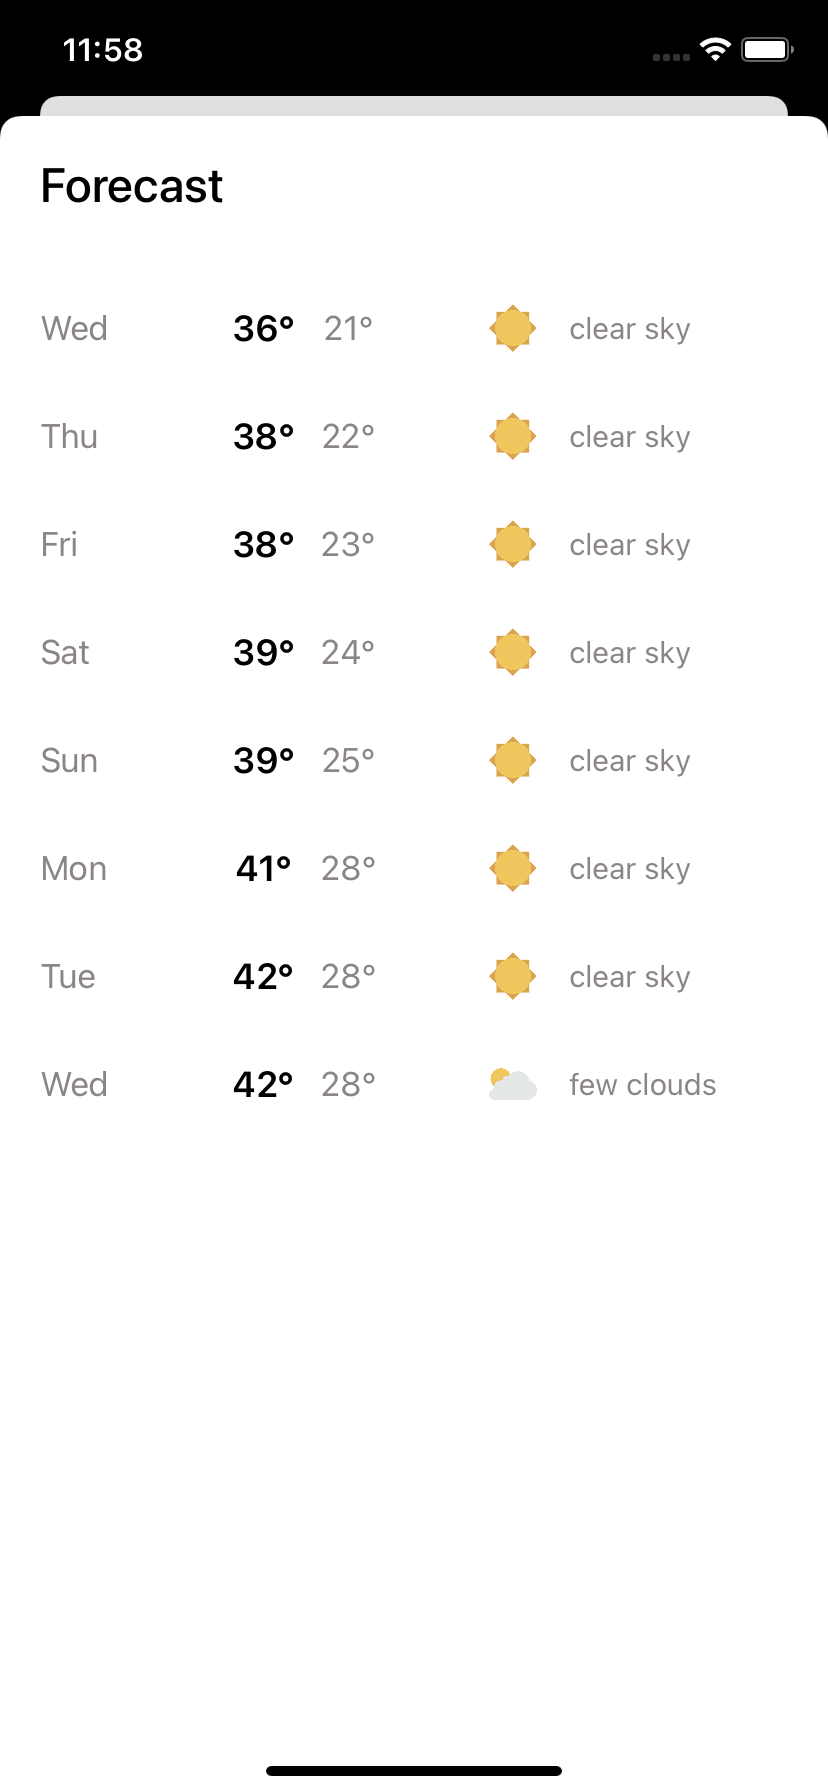 11:58
Forecast
Wed 36° 21° clear sky
Thu 38° 22° clear sky
Fri 38° 23° clear sky
Sat 39° 24° clear sky
Sun 39° 25° clear sky
Mon 41° 28° clear sky
Tue 42° 28° clear sky
Wed 42° 28° few clouds